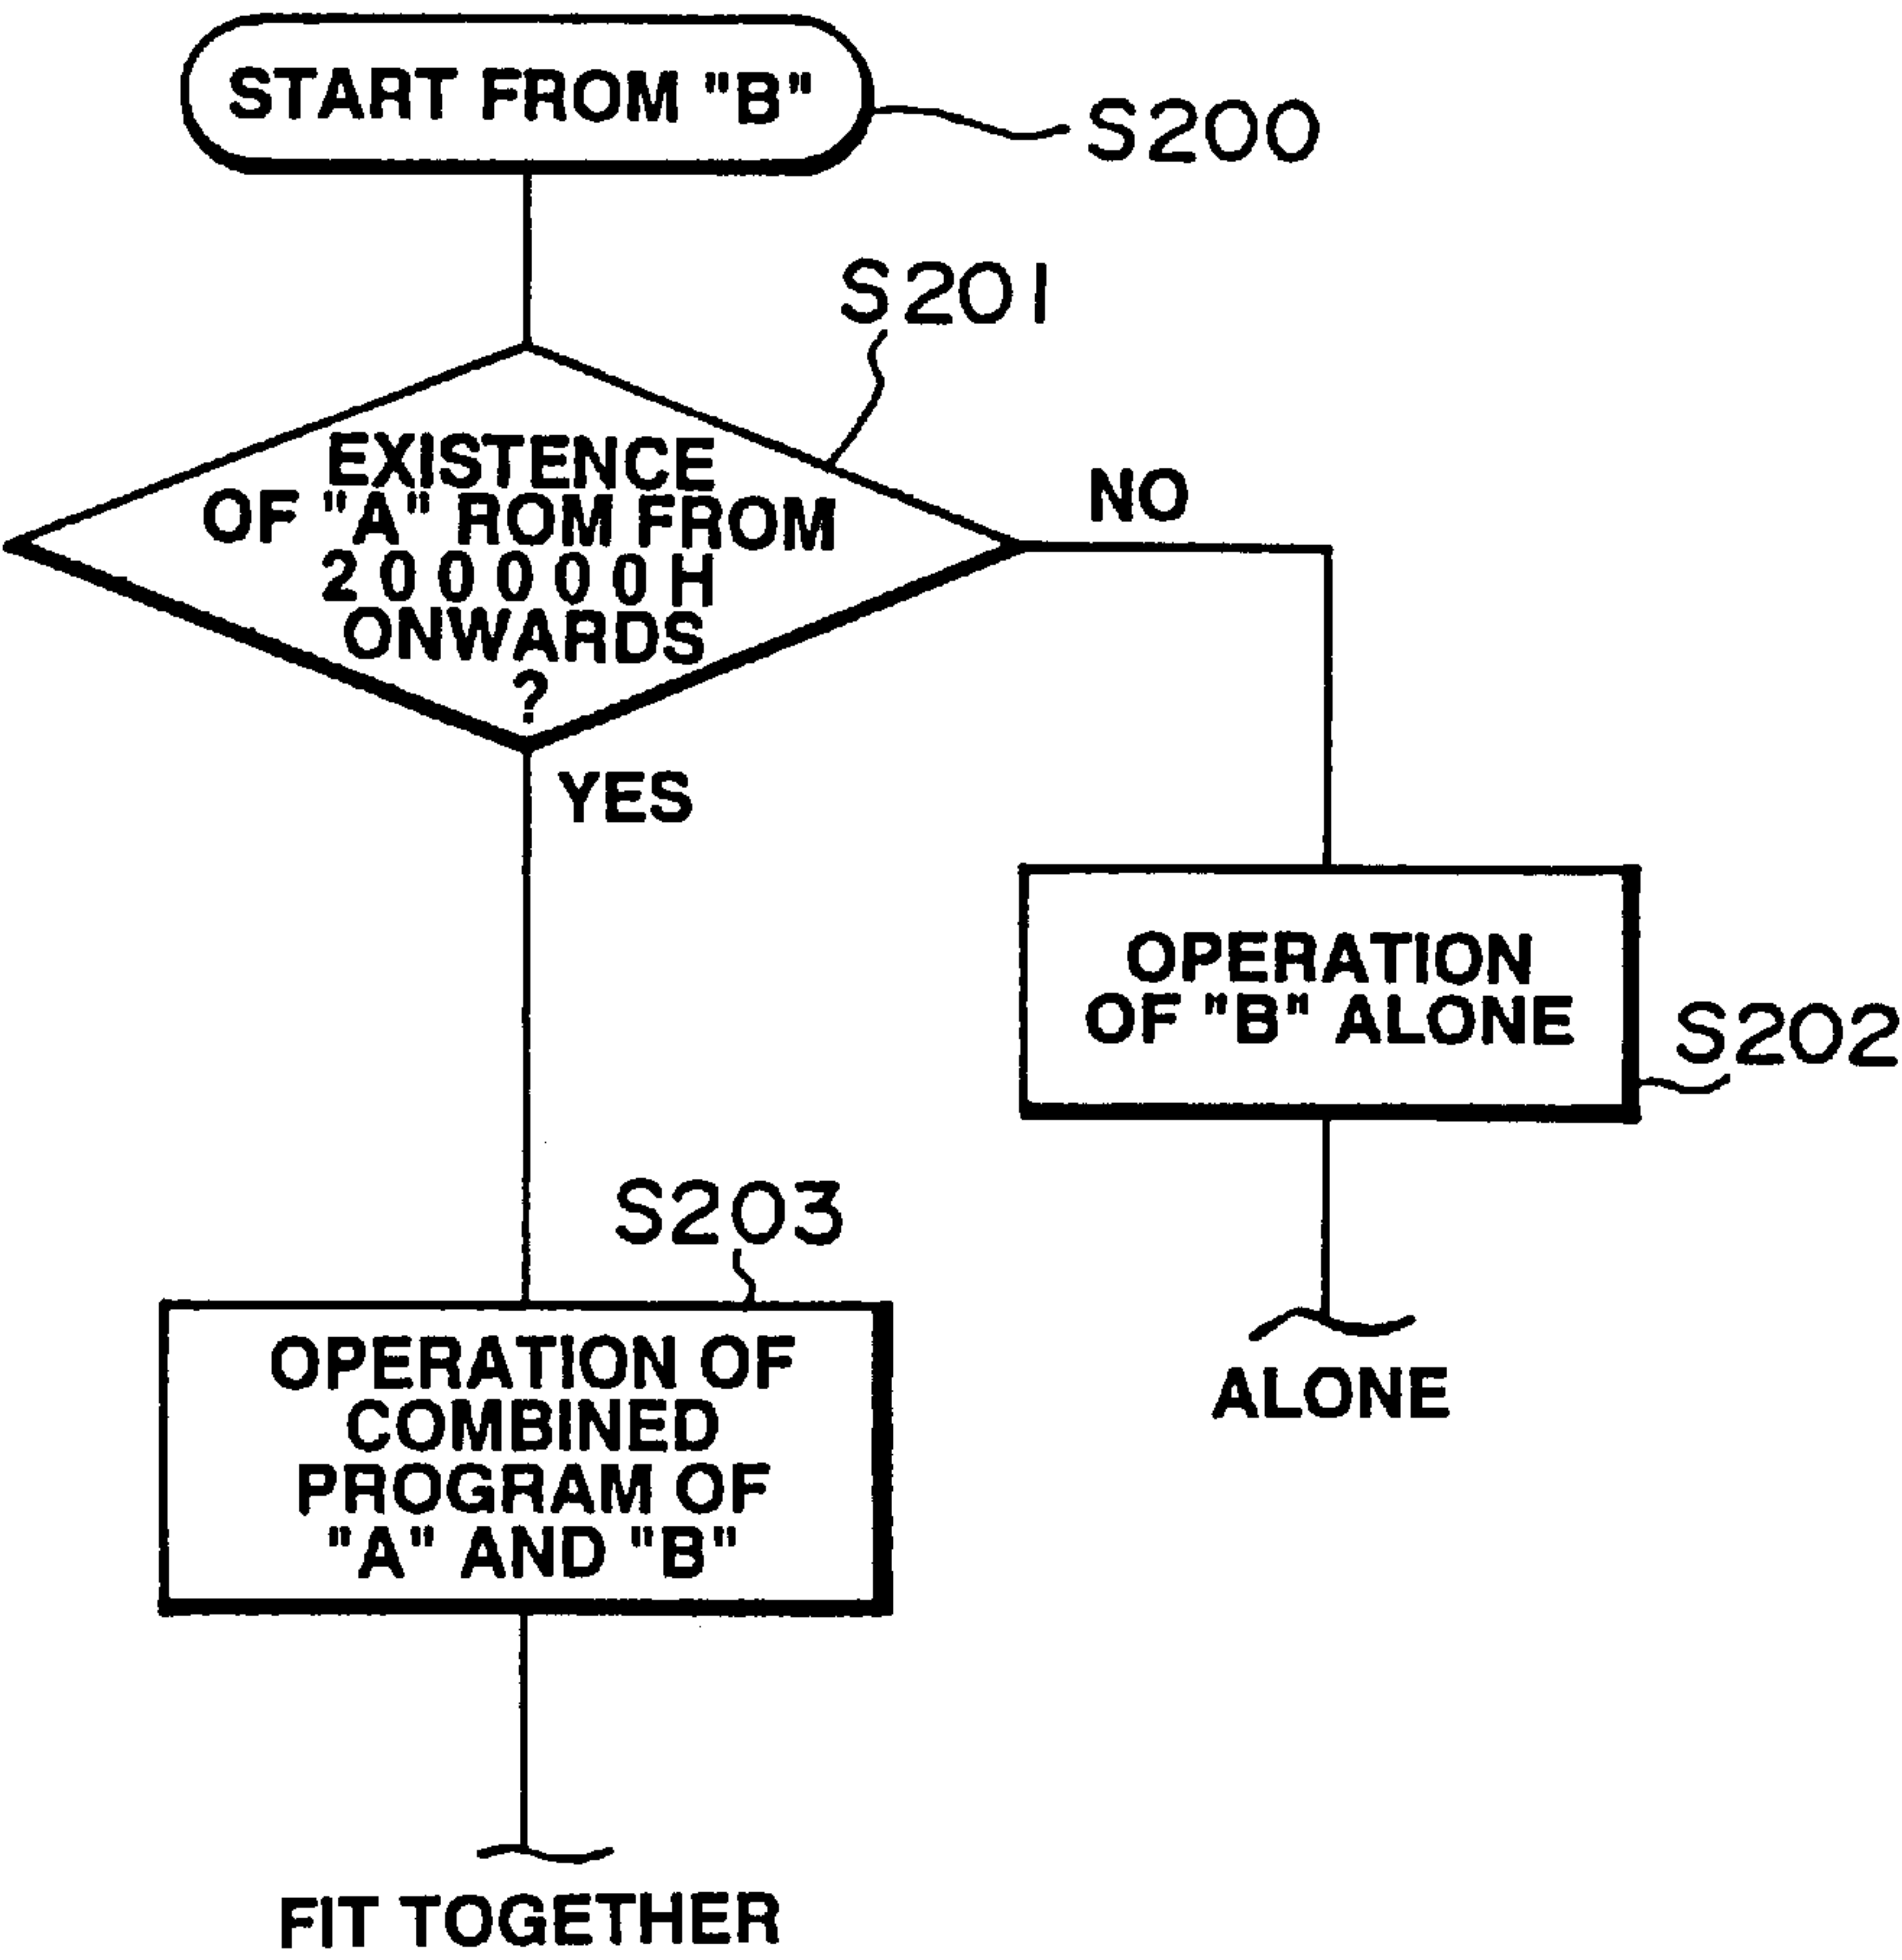 START FROM "B"
S200
S201
EXISTENCE
OF "A" ROM FROM
200000H
ONWARDS
?
NO
YES
OPERATION
OF "B" ALONE
S202
S203
OPERATION OF
COMBINED
PROGRAM OF
"A" AND "B"
ALONE
FIT TOGETHER